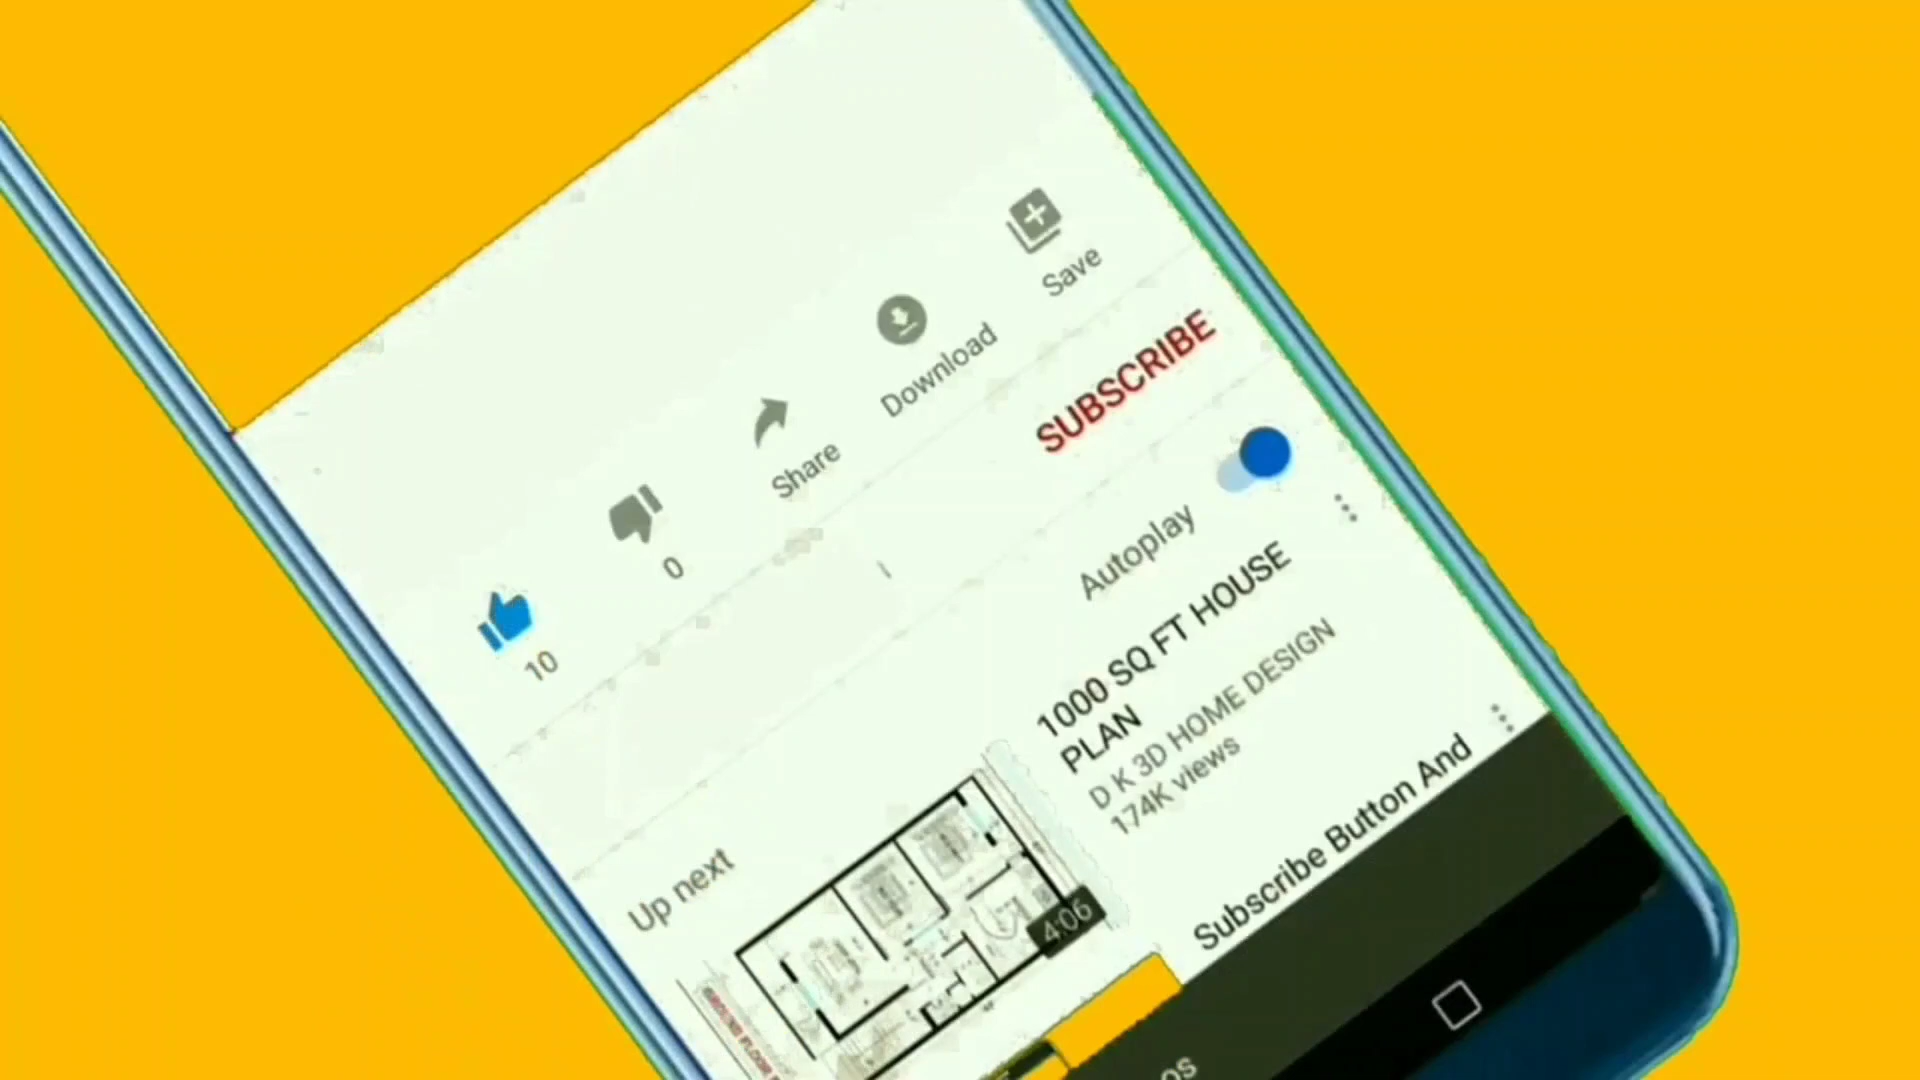 10
0
Share
Download
Save
SUBSCRIBE
Autoplay
Up next
1000 SQ FT HOUSE
PLAN
D K 3D HOME DESIGN
174K views
4:06
Subscribe Button And